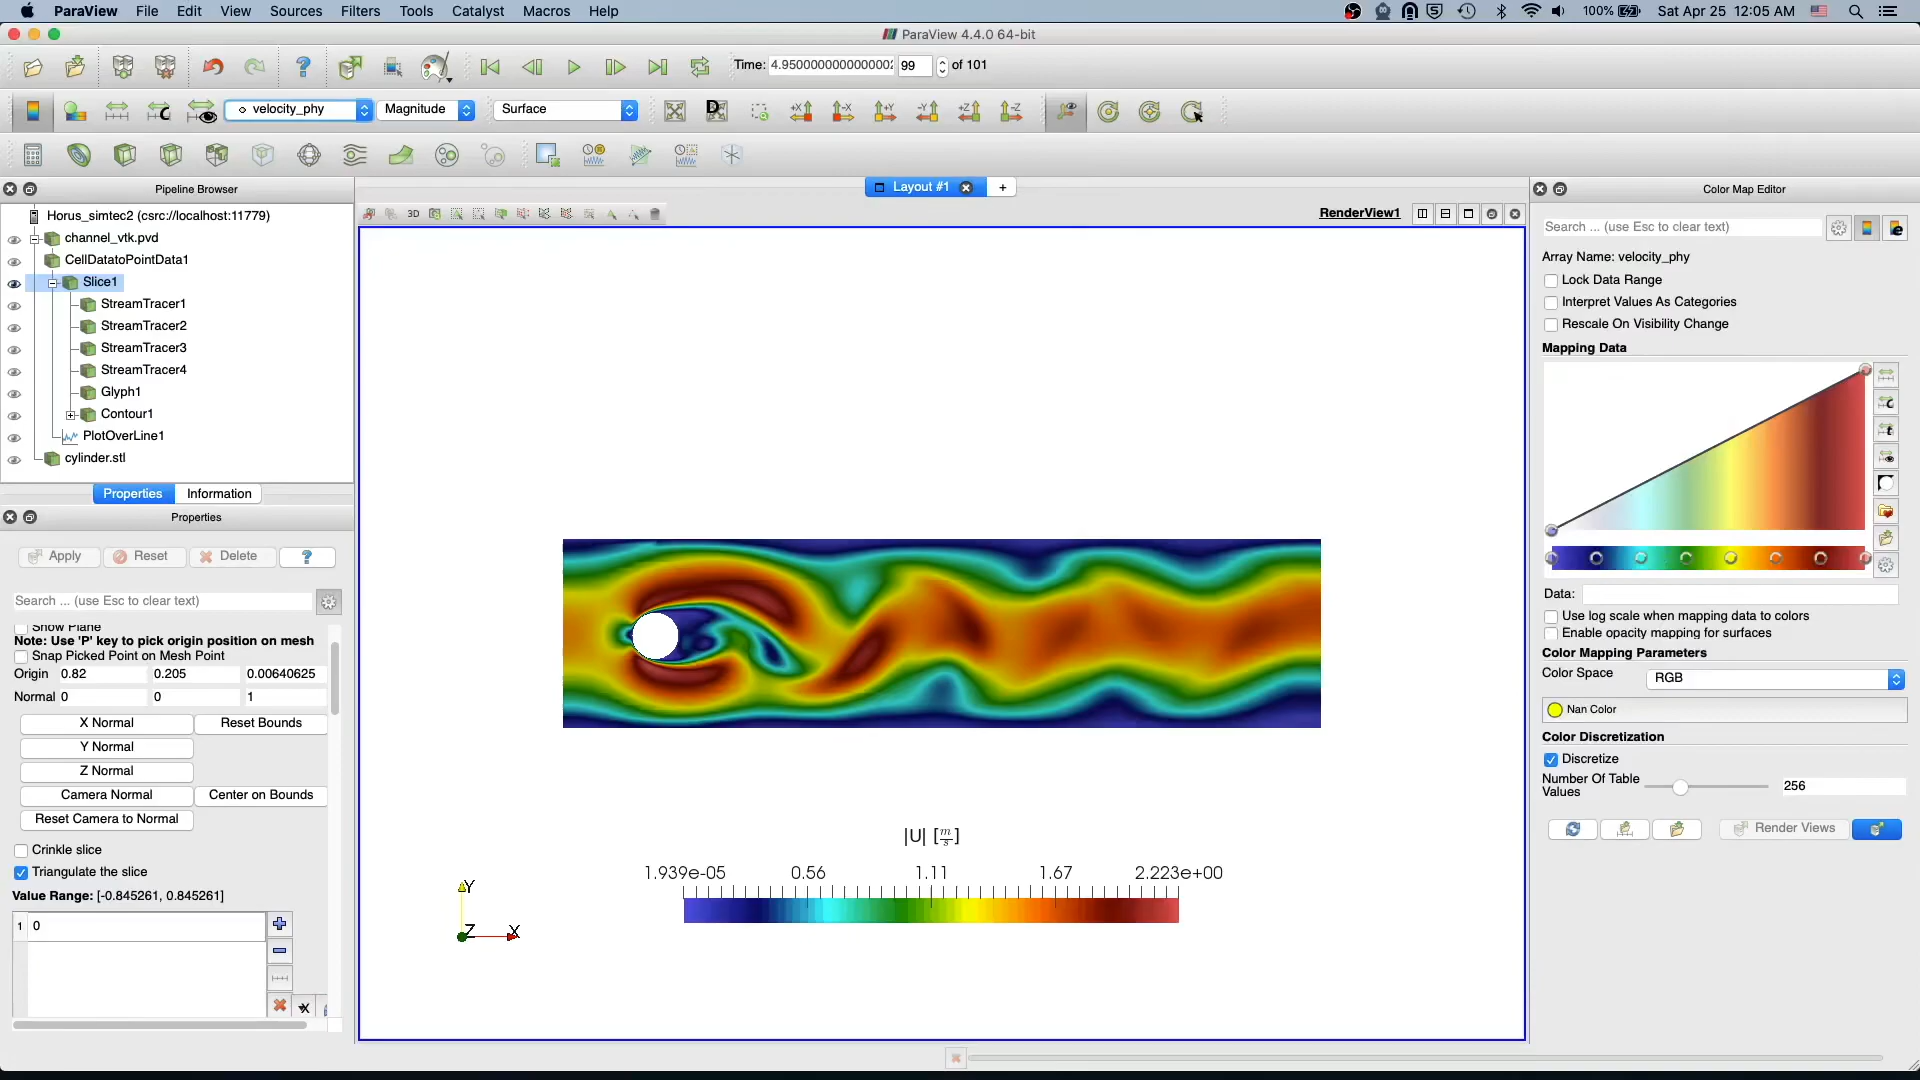 ParaView File Edit View Sources Filters Tools Catalyst Macros Help
100% Sat Apr 25 12:05 AM
ParaView 4.4.0 64-bit
Time: 4.9500000000000002 99 of 101
velocity_phy Magnitude Surface
+X -X +Y -Y +Z -Z
Pipeline Browser
Horus_simtec2 (csrc://localhost:11779)
channel_vtk.pvd
CellDatatoPointData1
Slice1
StreamTracer1
StreamTracer2
StreamTracer3
StreamTracer4
Glyph1
Contour1
PlotOverLine1
cylinder.stl
Properties Information
Properties
Apply Reset Delete ?
Search ... (use Esc to clear text)
Show Plane
Note: Use 'P' key to pick origin position on mesh
Snap Picked Point on Mesh Point
Origin 0.82 0.205 0.00640625
Normal 0 0 1
X Normal Reset Bounds
Y Normal
Z Normal
Camera Normal Center on Bounds
Reset Camera to Normal
Crinkle slice
Triangulate the slice
Value Range: [-0.845261, 0.845261]
1 0
Layout #1 +
3D
RenderView1
|U| [m/s]
1.939e-05 0.56 1.11 1.67 2.223e+00
Y
Z X
Color Map Editor
Search ... (use Esc to clear text)
Array Name: velocity_phy
Lock Data Range
Interpret Values As Categories
Rescale On Visibility Change
Mapping Data
Data:
Use log scale when mapping data to colors
Enable opacity mapping for surfaces
Color Mapping Parameters
Color Space RGB
Nan Color
Color Discretization
Discretize
Number Of Table
Values 256
Render Views